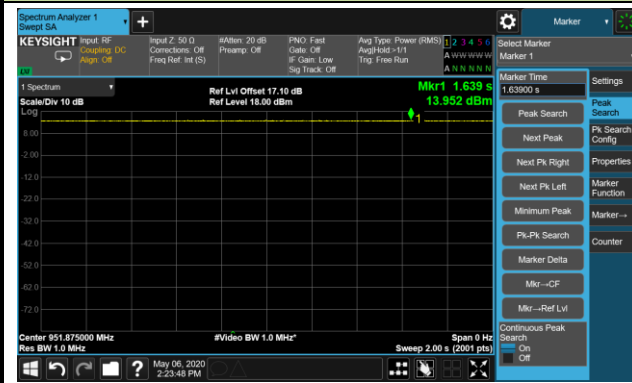 Spectrum Analyzer 1
Swept SA
+
Marker
KEYSIGHT
Input: RF
Coupling: DC
Align: Off
Input Z: 50 Ω
Corrections: Off
Freq Ref: Int (S)
#Atten: 20 dB
Preamp: Off
PNO: Fast
Gate: Off
IF Gain: Low
Sig Track: Off
Avg Type: Power (RMS)
Avg|Hold:>1/1
Trig: Free Run
1 2 3 4 5 6
A W W W W W
A N N N N N
LXI
Select Marker
Marker 1
1 Spectrum
Scale/Div 10 dB
Log
Ref Lvl Offset 17.10 dB
Ref Level 18.00 dBm
Mkr1 1.639 s
13.952 dBm
1
8.00
-2.00
-12.0
-22.0
-32.0
-42.0
-52.0
-62.0
-72.0
Center 951.875000 MHz
Res BW 1.0 MHz
#Video BW 1.0 MHz*
Span 0 Hz
Sweep 2.00 s (2001 pts)
Marker Time
1.63900 s
Peak Search
Next Peak
Next Pk Right
Next Pk Left
Minimum Peak
Pk-Pk Search
Marker Delta
Mkr→CF
Mkr→Ref Lvl
Continuous Peak
Search
On
Off
Settings
Peak
Search
Pk Search
Config
Properties
Marker
Function
Marker→
Counter
?
May 06, 2020
2:23:48 PM